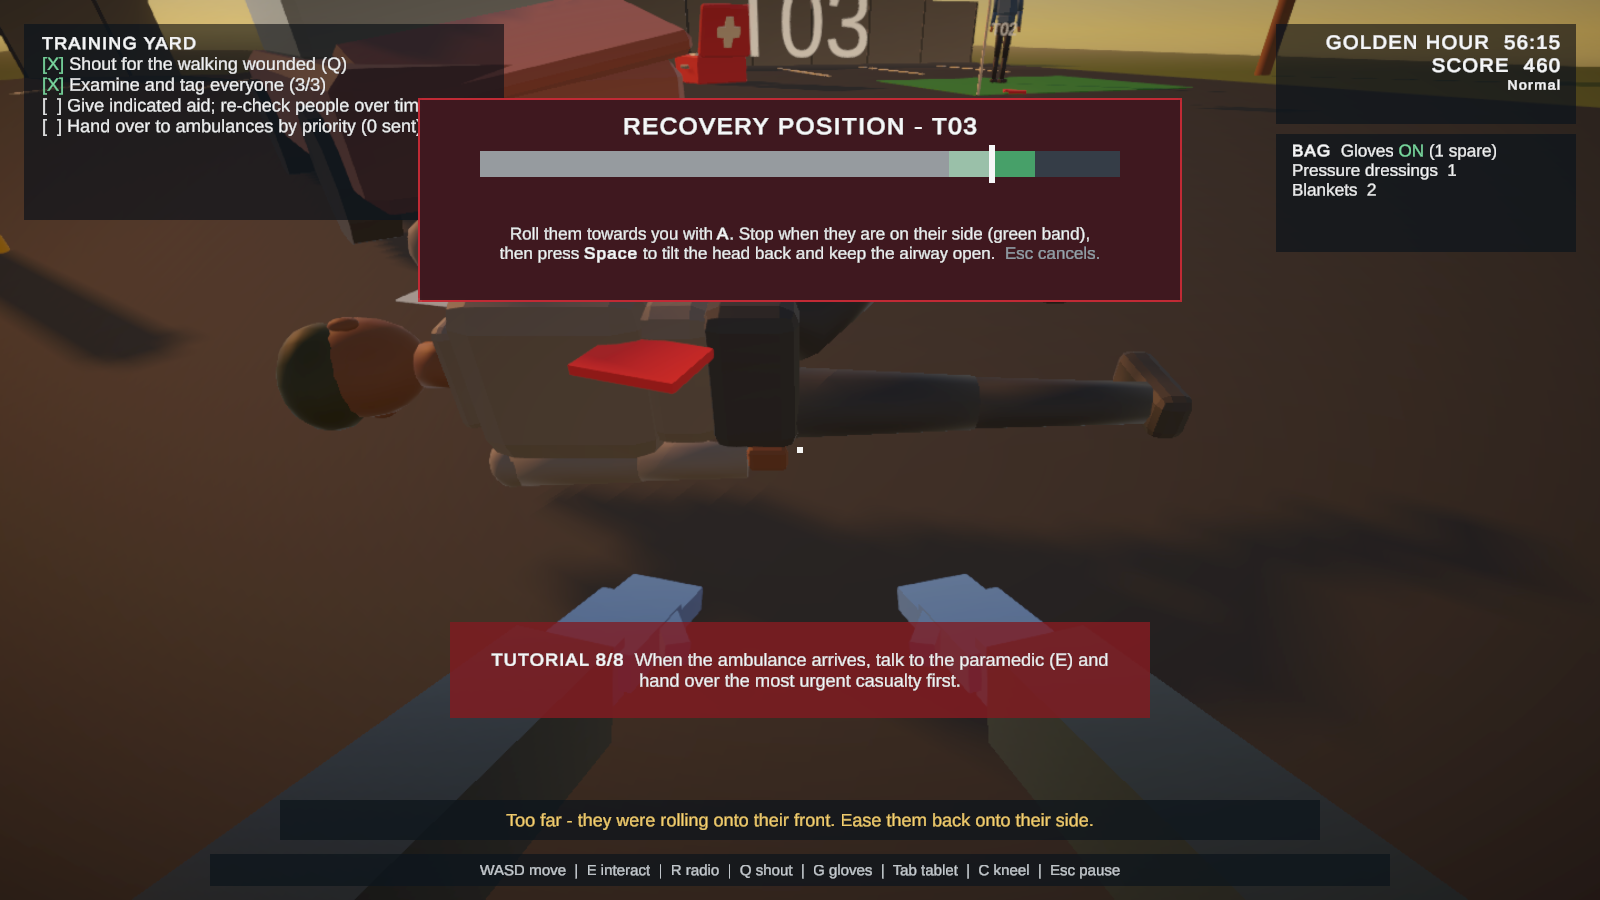 TRAINING YARD
[X] Shout for the walking wounded (Q)
[X] Examine and tag everyone (3/3)
[ ] Give indicated aid; re-check people over tim
[ ] Hand over to ambulances by priority (0 sent)
T03
T02
GOLDEN HOUR 56:15
SCORE 460
Normal
BAG Gloves ON (1 spare)
Pressure dressings 1
Blankets 2
RECOVERY POSITION - T03
Roll them towards you with A. Stop when they are on their side (green band),
then press Space to tilt the head back and keep the airway open. Esc cancels.
TUTORIAL 8/8 When the ambulance arrives, talk to the paramedic (E) and
hand over the most urgent casualty first.
Too far - they were rolling onto their front. Ease them back onto their side.
WASD move | E interact | R radio | Q shout | G gloves | Tab tablet | C kneel | Esc pause